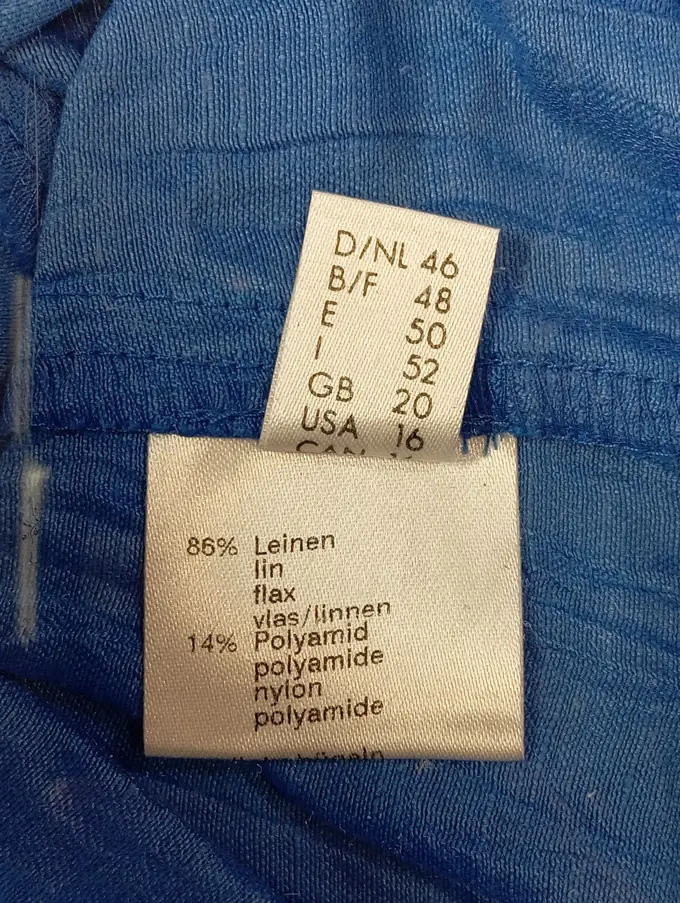 D/NL 46
B/F 48
E 50
I 52
GB 20
USA 16
CAN
86% Leinen
lin
flax
vlas/linnen
14% Polyamid
polyamide
nylon
polyamide